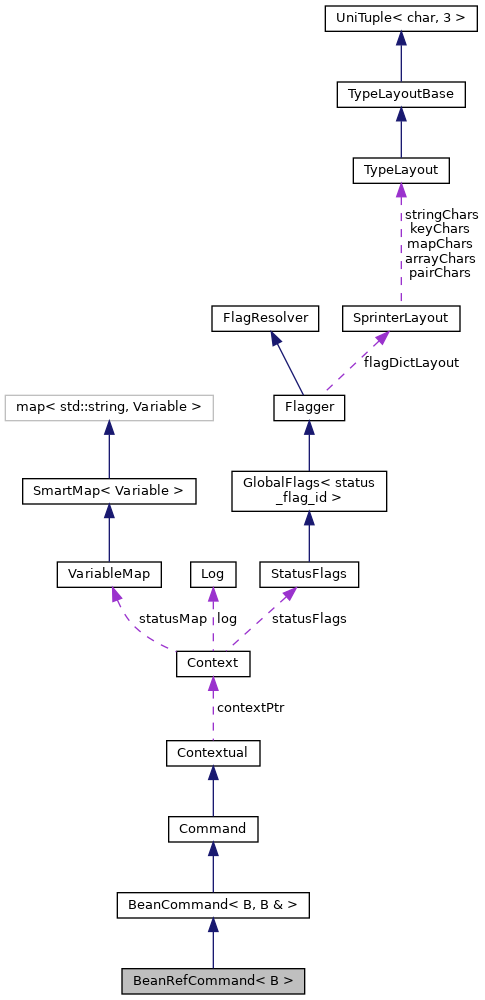 UniTuple< char, 3 >
TypeLayoutBase
TypeLayout
stringChars
keyChars
mapChars
arrayChars
pairChars
FlagResolver
SprinterLayout
flagDictLayout
map< std::string, Variable >
Flagger
SmartMap< Variable >
GlobalFlags< status
_flag_id >
VariableMap
Log
StatusFlags
statusMap
log
statusFlags
Context
contextPtr
Contextual
Command
BeanCommand< B, B & >
BeanRefCommand< B >